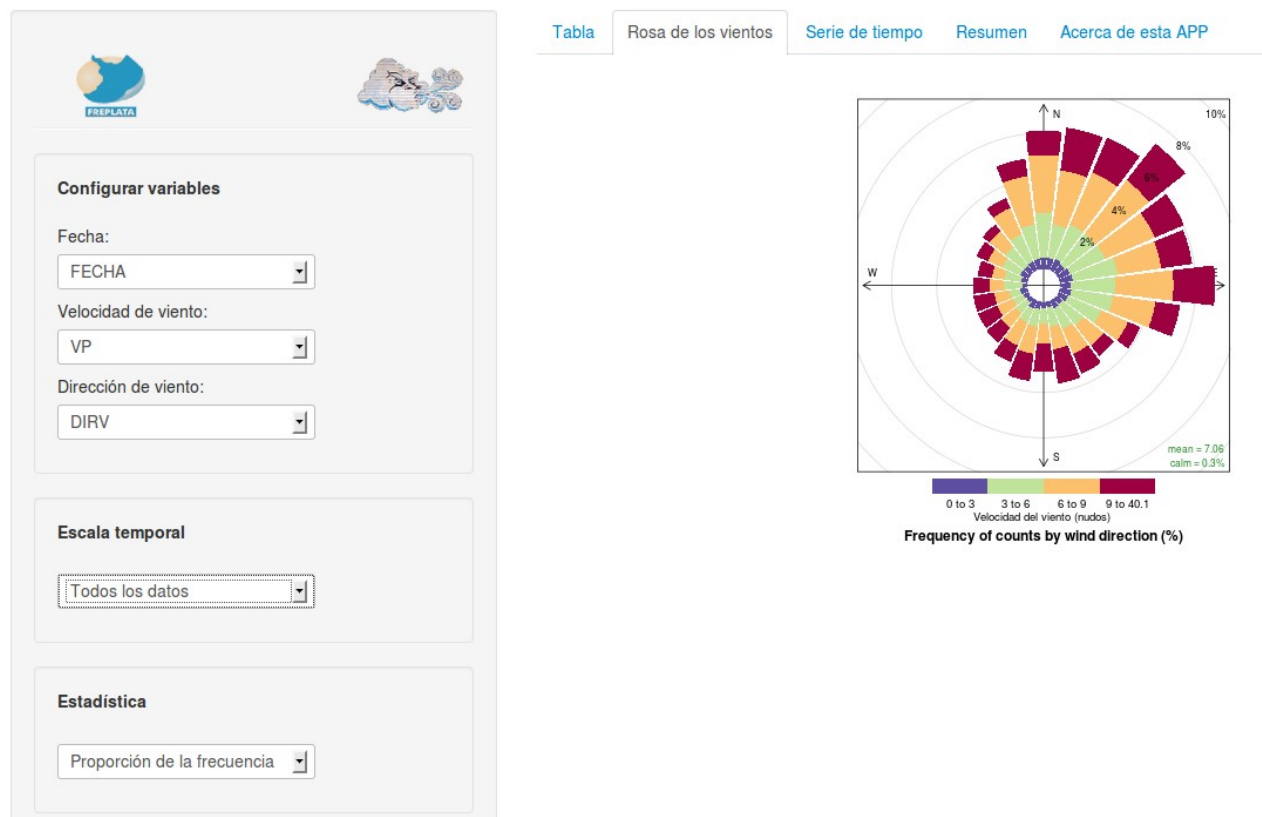 Tabla Rosa de los vientos Serie de tiempo Resumen Acerca de esta APP
FREPLATA
Configurar variables
Fecha:
FECHA
Velocidad de viento:
VP
Dirección de viento:
DIRV
Escala temporal
Todos los datos
Estadística
Proporción de la frecuencia
N
10%
8%
6%
4%
2%
W
E
S
mean = 7.06
calm = 0.3%
0 to 3 3 to 6 6 to 9 9 to 40.1
Velocidad del viento (nudos)
Frequency of counts by wind direction (%)